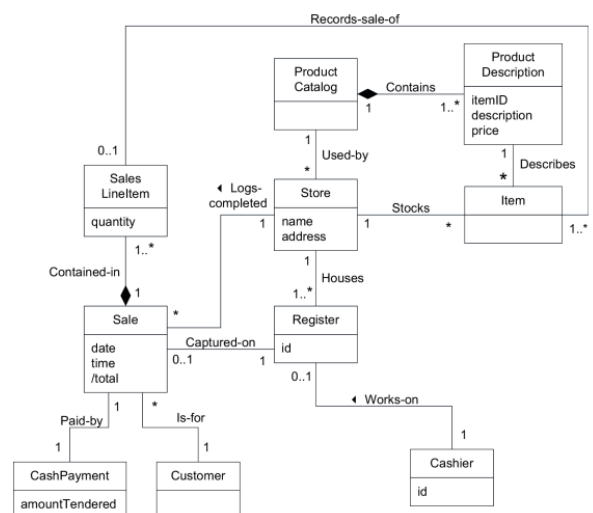 Records-sale-of
Product
Catalog
Contains
1
1..*
Product
Description
itemID
description
price
0..1
1
Used-by
*
1
Describes
*
Sales
LineItem
quantity
◄ Logs-
completed
1
Store
name
address
1
Stocks
*
Item
1..*
1..*
Contained-in
1
1
Houses
1..*
Sale
date
time
/total
*
Captured-on
0..1
1
Register
id
0..1
◄ Works-on
1
Paid-by
1
1
*
Is-for
1
CashPayment
amountTendered
Customer
Cashier
id